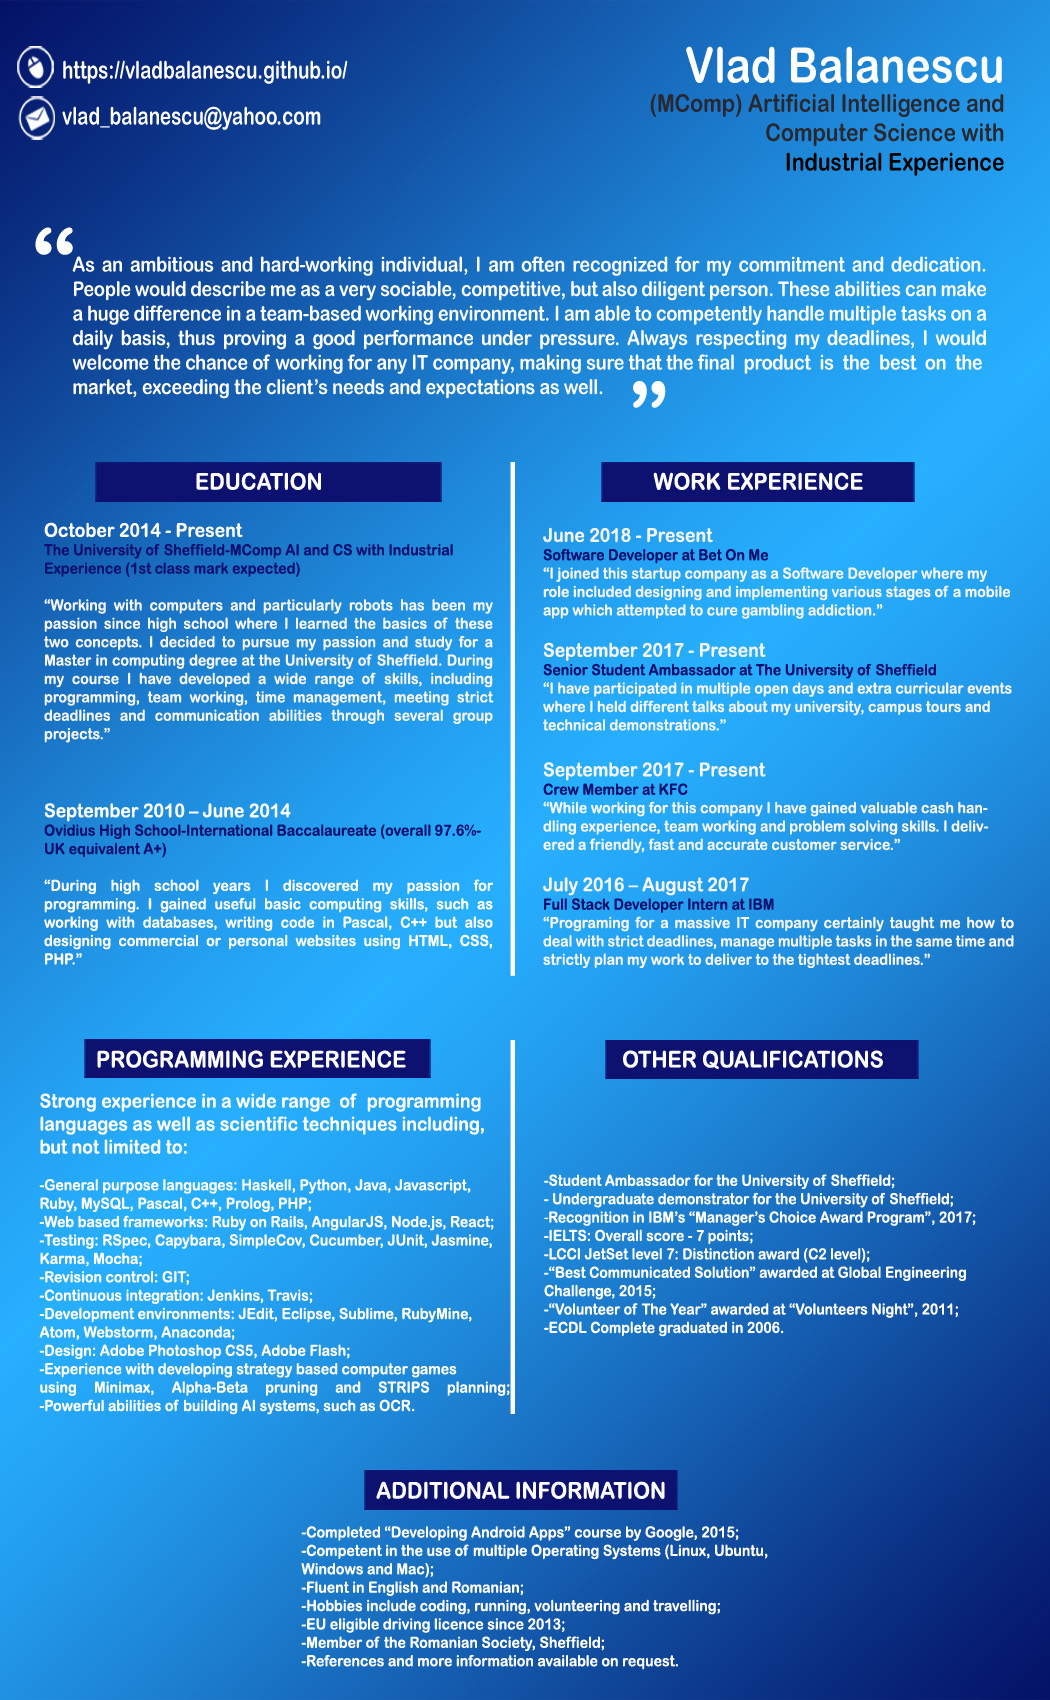 https://vladbalanescu.github.io/
vlad_balanescu@yahoo.com
Vlad Balanescu
(MComp) Artificial Intelligence and
Computer Science with
Industrial Experience
“
As an ambitious and hard-working individual, I am often recognized for my commitment and dedication.
People would describe me as a very sociable, competitive, but also diligent person. These abilities can make
a huge difference in a team-based working environment. I am able to competently handle multiple tasks on a
daily basis, thus proving a good performance under pressure. Always respecting my deadlines, I would
welcome the chance of working for any IT company, making sure that the final product is the best on the
market, exceeding the client’s needs and expectations as well. ”
EDUCATION
October 2014 - Present
The University of Sheffield-MComp AI and CS with Industrial
Experience (1st class mark expected)
“Working with computers and particularly robots has been my
passion since high school where I learned the basics of these
two concepts. I decided to pursue my passion and study for a
Master in computing degree at the University of Sheffield. During
my course I have developed a wide range of skills, including
programming, team working, time management, meeting strict
deadlines and communication abilities through several group
projects.”
September 2010 – June 2014
Ovidius High School-International Baccalaureate (overall 97.6%-
UK equivalent A+)
“During high school years I discovered my passion for
programming. I gained useful basic computing skills, such as
working with databases, writing code in Pascal, C++ but also
designing commercial or personal websites using HTML, CSS,
PHP.”
WORK EXPERIENCE
June 2018 - Present
Software Developer at Bet On Me
“I joined this startup company as a Software Developer where my
role included designing and implementing various stages of a mobile
app which attempted to cure gambling addiction.”
September 2017 - Present
Senior Student Ambassador at The University of Sheffield
“I have participated in multiple open days and extra curricular events
where I held different talks about my university, campus tours and
technical demonstrations.”
September 2017 - Present
Crew Member at KFC
“While working for this company I have gained valuable cash han-
dling experience, team working and problem solving skills. I deliv-
ered a friendly, fast and accurate customer service.”
July 2016 – August 2017
Full Stack Developer Intern at IBM
“Programing for a massive IT company certainly taught me how to
deal with strict deadlines, manage multiple tasks in the same time and
strictly plan my work to deliver to the tightest deadlines.”
PROGRAMMING EXPERIENCE
Strong experience in a wide range of programming
languages as well as scientific techniques including,
but not limited to:
-General purpose languages: Haskell, Python, Java, Javascript,
Ruby, MySQL, Pascal, C++, Prolog, PHP;
-Web based frameworks: Ruby on Rails, AngularJS, Node.js, React;
-Testing: RSpec, Capybara, SimpleCov, Cucumber, JUnit, Jasmine,
Karma, Mocha;
-Revision control: GIT;
-Continuous integration: Jenkins, Travis;
-Development environments: JEdit, Eclipse, Sublime, RubyMine,
Atom, Webstorm, Anaconda;
-Design: Adobe Photoshop CS5, Adobe Flash;
-Experience with developing strategy based computer games
using Minimax, Alpha-Beta pruning and STRIPS planning;
-Powerful abilities of building AI systems, such as OCR.
OTHER QUALIFICATIONS
-Student Ambassador for the University of Sheffield;
- Undergraduate demonstrator for the University of Sheffield;
-Recognition in IBM’s “Manager’s Choice Award Program”, 2017;
-IELTS: Overall score - 7 points;
-LCCI JetSet level 7: Distinction award (C2 level);
-“Best Communicated Solution” awarded at Global Engineering
Challenge, 2015;
-“Volunteer of The Year” awarded at “Volunteers Night”, 2011;
-ECDL Complete graduated in 2006.
ADDITIONAL INFORMATION
-Completed “Developing Android Apps” course by Google, 2015;
-Competent in the use of multiple Operating Systems (Linux, Ubuntu,
Windows and Mac);
-Fluent in English and Romanian;
-Hobbies include coding, running, volunteering and travelling;
-EU eligible driving licence since 2013;
-Member of the Romanian Society, Sheffield;
-References and more information available on request.